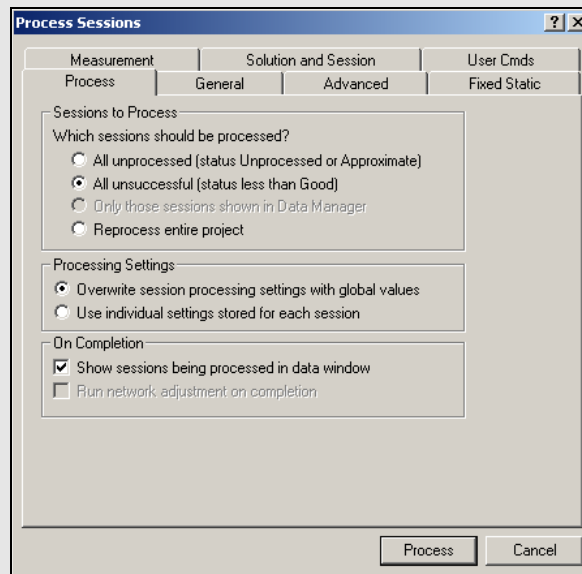 Process Sessions
Measurement
Solution and Session
User Cmds
Process
General
Advanced
Fixed Static
Sessions to Process
Which sessions should be processed?
All unprocessed (status Unprocessed or Approximate)
All unsuccessful (status less than Good)
Only those sessions shown in Data Manager
Reprocess entire project
Processing Settings
Overwrite session processing settings with global values
Use individual settings stored for each session
On Completion
Show sessions being processed in data window
Run network adjustment on completion
Process
Cancel